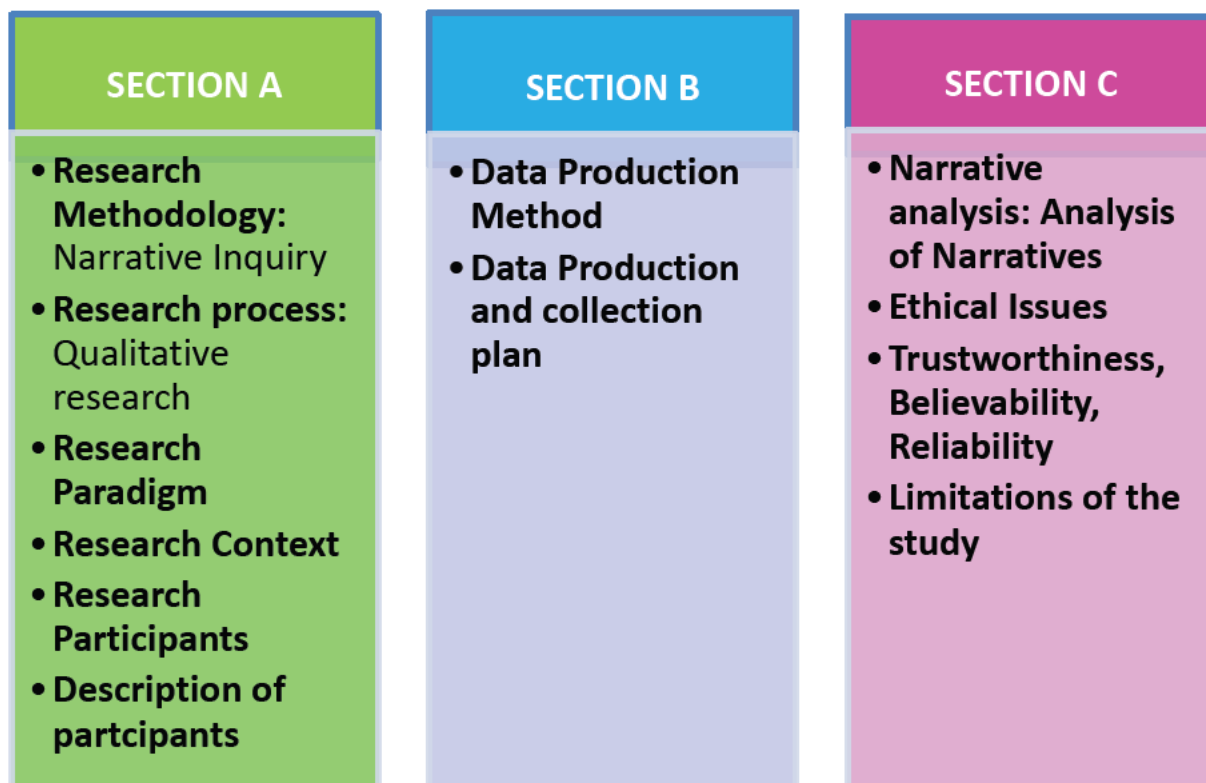 SECTION A
• Research
Methodology:
Narrative Inquiry
• Research process:
Qualitative
research
• Research
Paradigm
• Research Context
• Research
Participants
• Description of
partcipants
SECTION B
• Data Production
Method
• Data Production
and collection
plan
SECTION C
• Narrative
analysis: Analysis
of Narratives
• Ethical Issues
• Trustworthiness,
Believability,
Reliability
• Limitations of the
study